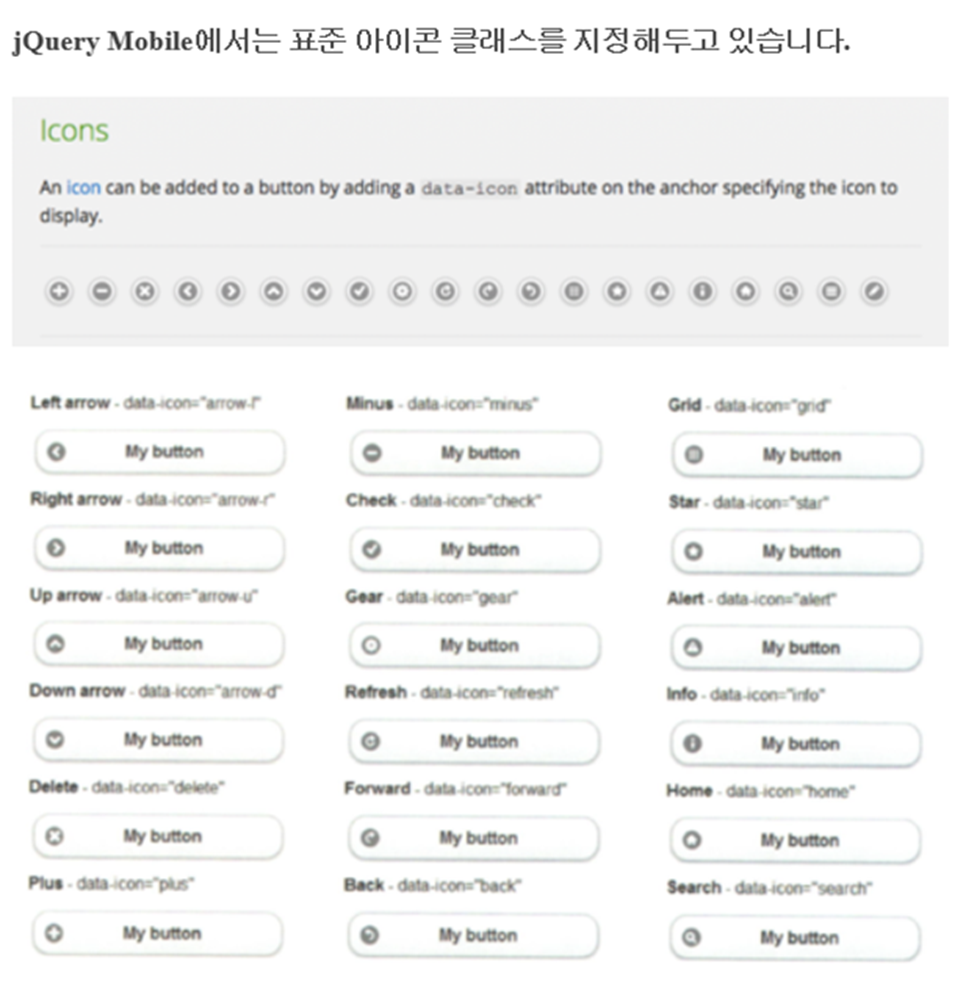 jQuery Mobile에서는 표준 아이콘 클래스를 지정해두고 있습니다.
Icons
An icon can be added to a button by adding a data-icon attribute on the anchor specifying the icon to
display.
Left arrow - data-icon="arrow-l"
My button
Right arrow - data-icon="arrow-r"
My button
Up arrow - data-icon="arrow-u"
My button
Down arrow - data-icon="arrow-d"
My button
Delete - data-icon="delete"
My button
Plus - data-icon="plus"
My button
Minus - data-icon="minus"
My button
Check - data-icon="check"
My button
Gear - data-icon="gear"
My button
Refresh - data-icon="refresh"
My button
Forward - data-icon="forward"
My button
Back - data-icon="back"
My button
Grid - data-icon="grid"
My button
Star - data-icon="star"
My button
Alert - data-icon="alert"
My button
Info - data-icon="info"
My button
Home - data-icon="home"
My button
Search - data-icon="search"
My button